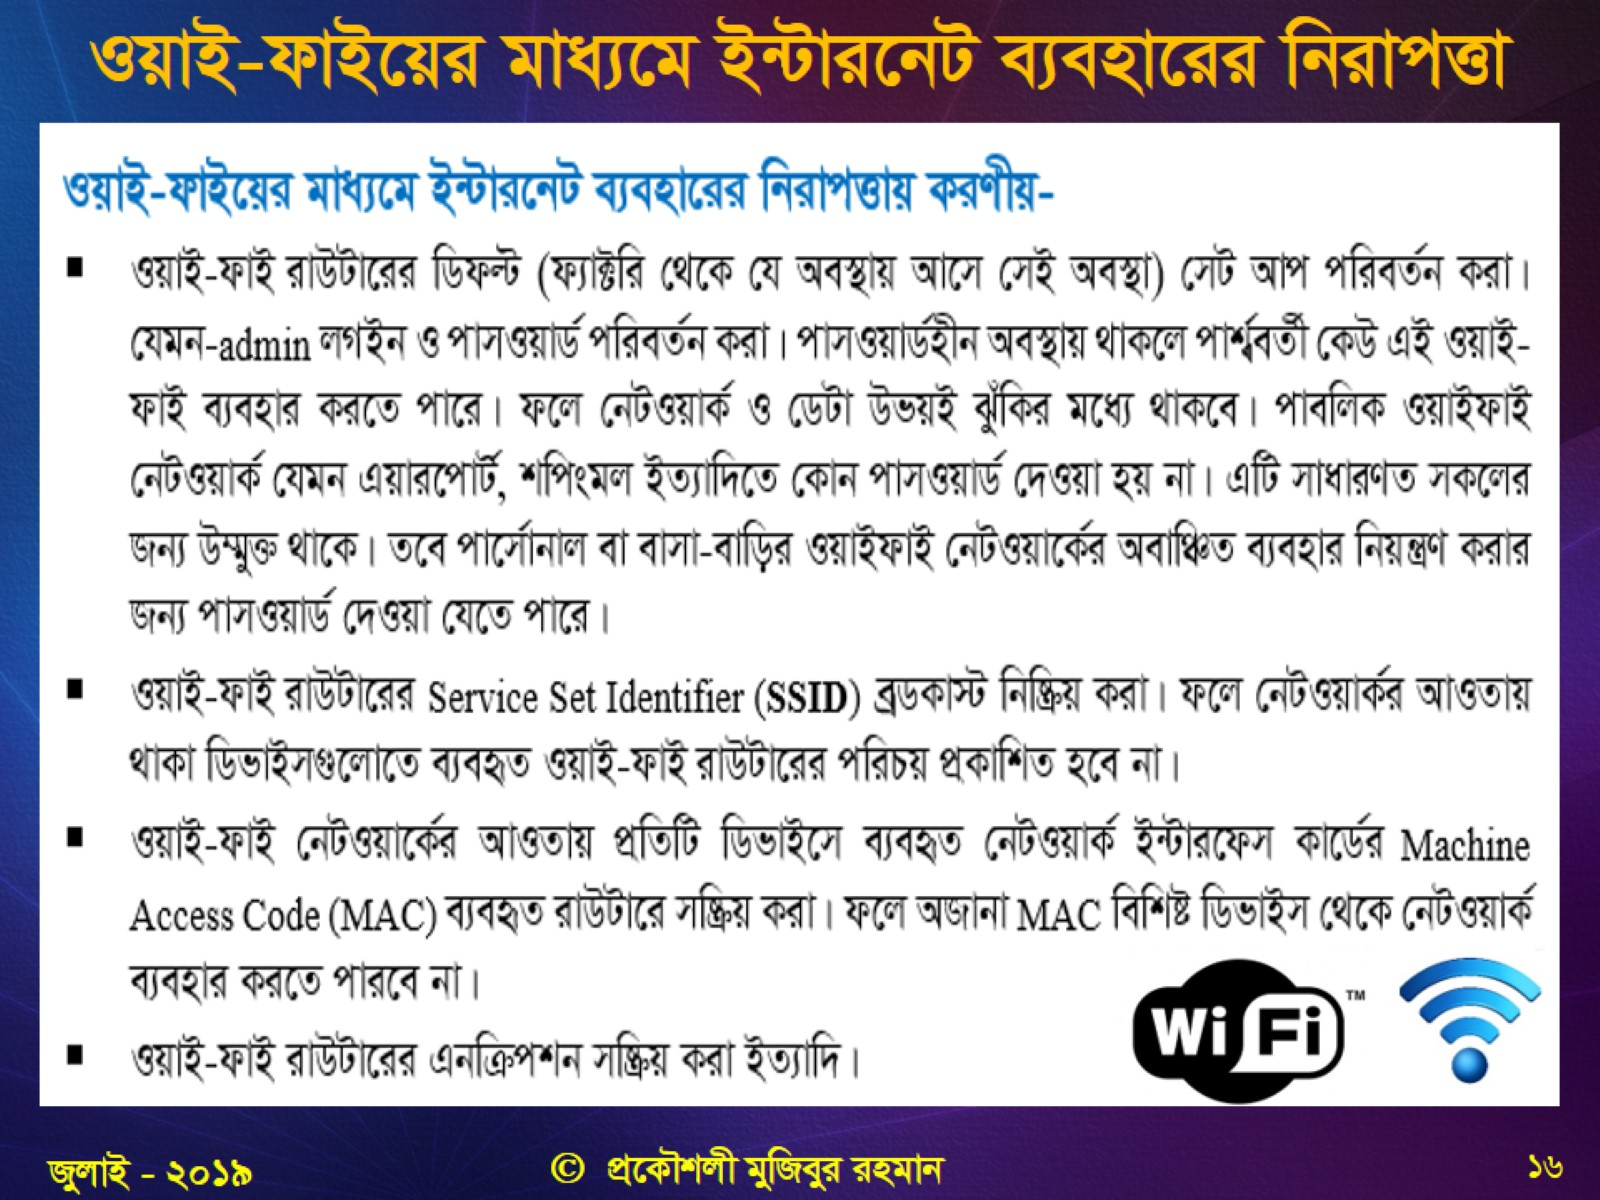 ওয়াই-ফাইয়ের মাধ্যমে ইন্টারনেট ব্যবহারের নিরাপত্তা
ওয়াই-ফাইয়ের মাধ্যমে ইন্টারনেট ব্যবহারের নিরাপত্তায় করণীয়-
▪ ওয়াই-ফাই রাউটারের ডিফল্ট (ফ্যাক্টরি থেকে যে অবস্থায় আসে সেই অবস্থা) সেট আপ পরিবর্তন করা।
যেমন-admin লগইন ও পাসওয়ার্ড পরিবর্তন করা। পাসওয়ার্ডহীন অবস্থায় থাকলে পার্শ্ববর্তী কেউ এই ওয়াই-
ফাই ব্যবহার করতে পারে। ফলে নেটওয়ার্ক ও ডেটা উভয়ই ঝুঁকির মধ্যে থাকবে। পাবলিক ওয়াইফাই
নেটওয়ার্ক যেমন এয়ারপোর্ট, শপিংমল ইত্যাদিতে কোন পাসওয়ার্ড দেওয়া হয় না। এটি সাধারণত সকলের
জন্য উম্মুক্ত থাকে। তবে পার্সোনাল বা বাসা-বাড়ির ওয়াইফাই নেটওয়ার্কের অবাঞ্চিত ব্যবহার নিয়ন্ত্রণ করার
জন্য পাসওয়ার্ড দেওয়া যেতে পারে।
▪ ওয়াই-ফাই রাউটারের Service Set Identifier (SSID) ব্রডকাস্ট নিষ্ক্রিয় করা। ফলে নেটওয়ার্কর আওতায়
থাকা ডিভাইসগুলোতে ব্যবহৃত ওয়াই-ফাই রাউটারের পরিচয় প্রকাশিত হবে না।
▪ ওয়াই-ফাই নেটওয়ার্কের আওতায় প্রতিটি ডিভাইসে ব্যবহৃত নেটওয়ার্ক ইন্টারফেস কার্ডের Machine
Access Code (MAC) ব্যবহৃত রাউটারে সক্রিয় করা। ফলে অজানা MAC বিশিষ্ট ডিভাইস থেকে নেটওয়ার্ক
ব্যবহার করতে পারবে না।
Wi Fi ™
▪ ওয়াই-ফাই রাউটারের এনক্রিপশন সক্রিয় করা ইত্যাদি।
জুলাই - ২০১৯
© প্রকৌশলী মুজিবুর রহমান
১৬